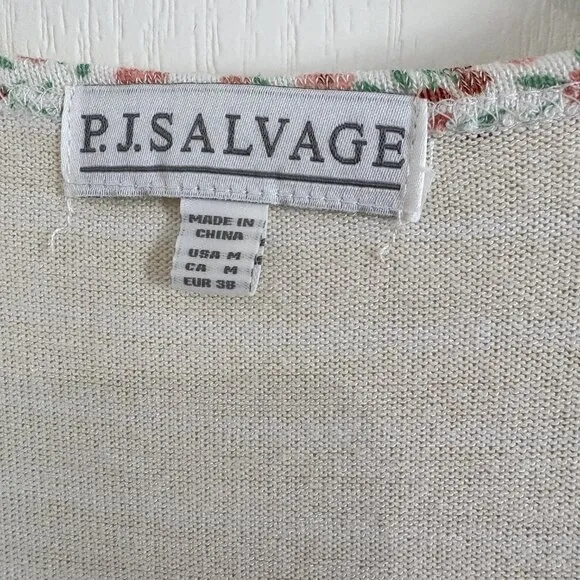 P.J.SALVAGE
MADE IN
CHINA
USA M
CA M
EUR 38